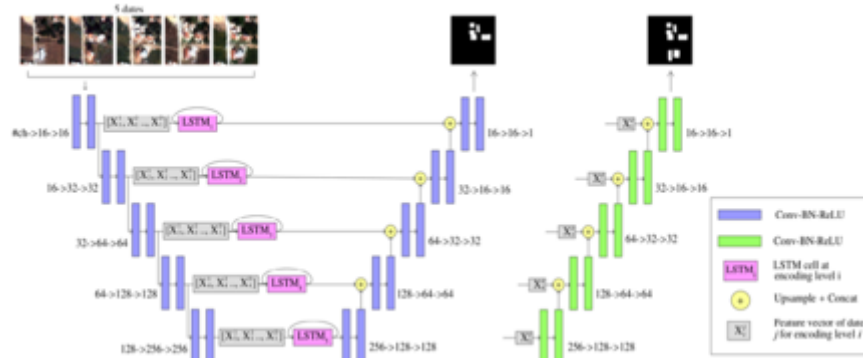 5 dates
#ch->16->16
LSTM
16->16->1
16->16->1
16->32->32
LSTM
32->16->16
32->16->16
32->64->64
LSTM
64->32->32
64->32->32
64->128->128
LSTM
128->64->64
128->64->64
128->256->256
LSTM
256->128->128
256->128->128
Conv-BN-ReLU
Conv-BN-ReLU
LSTMi
LSTM cell at
encoding level i
+
Upsample + Concat
Feature vector of date
j for encoding level i